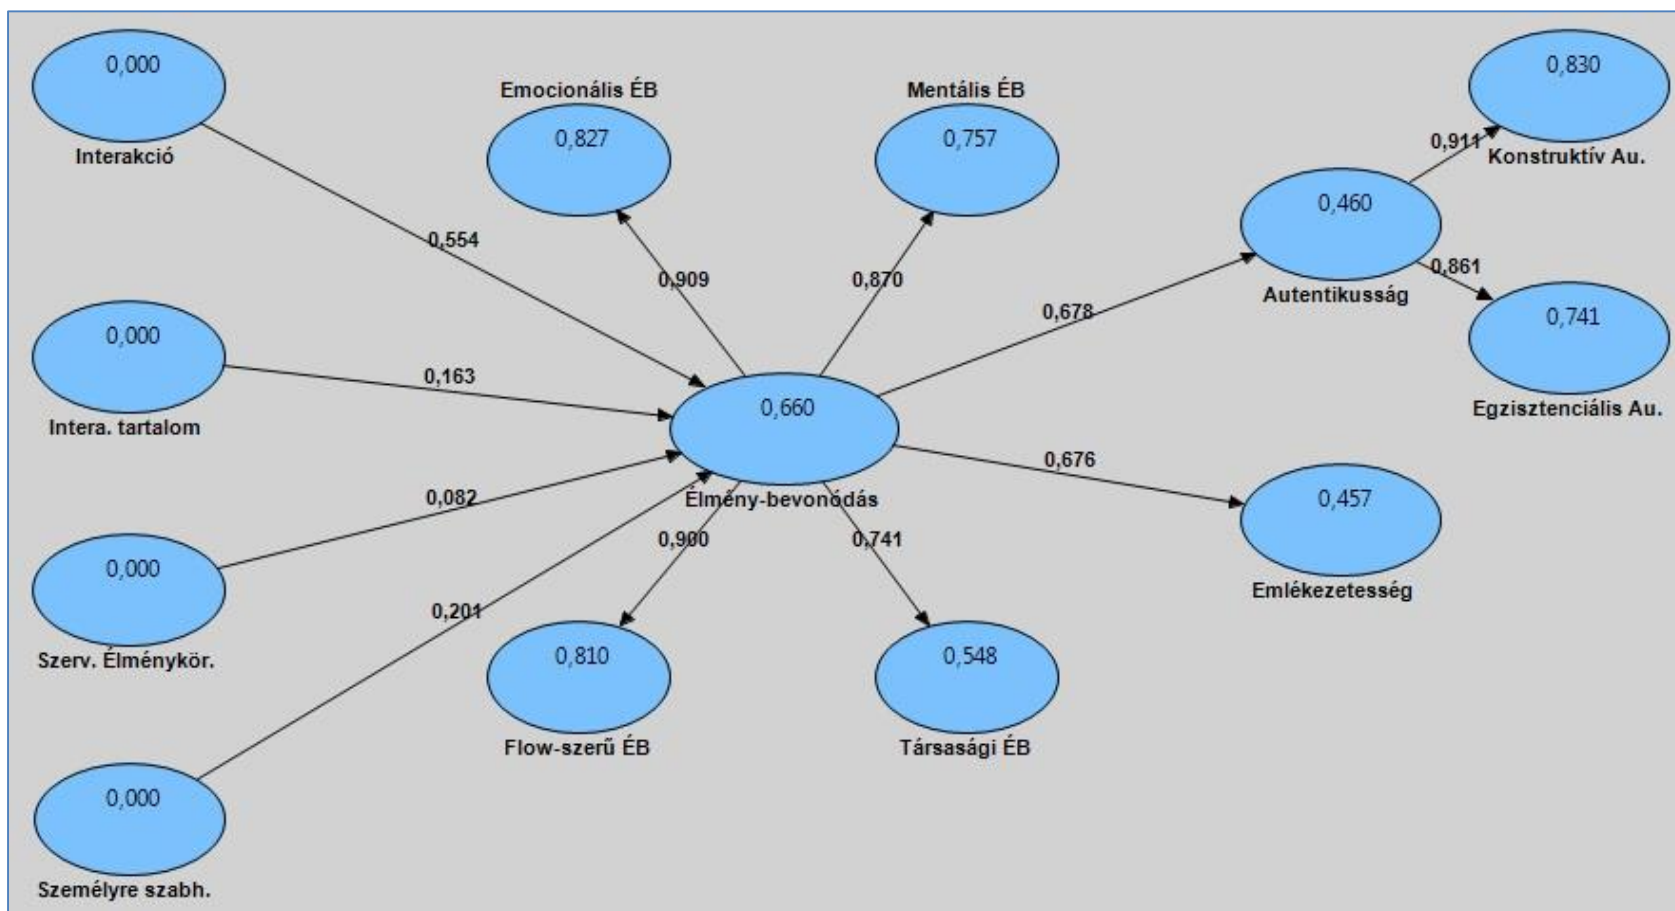 0,000
Interakció
0,554
0,000
Intera. tartalom
0,163
0,000
Szerv. Élménykör.
0,082
0,000
Személyre szabh.
0,201
Emocionális ÉB
0,827
0,909
Mentális ÉB
0,757
0,870
0,660
Élmény-bevonódás
0,900
0,810
Flow-szerű ÉB
0,741
0,548
Társasági ÉB
0,678
0,460
Autentikusság
0,911
0,830
Konstruktív Au.
0,861
0,741
Egzisztenciális Au.
0,676
0,457
Emlékezetesség